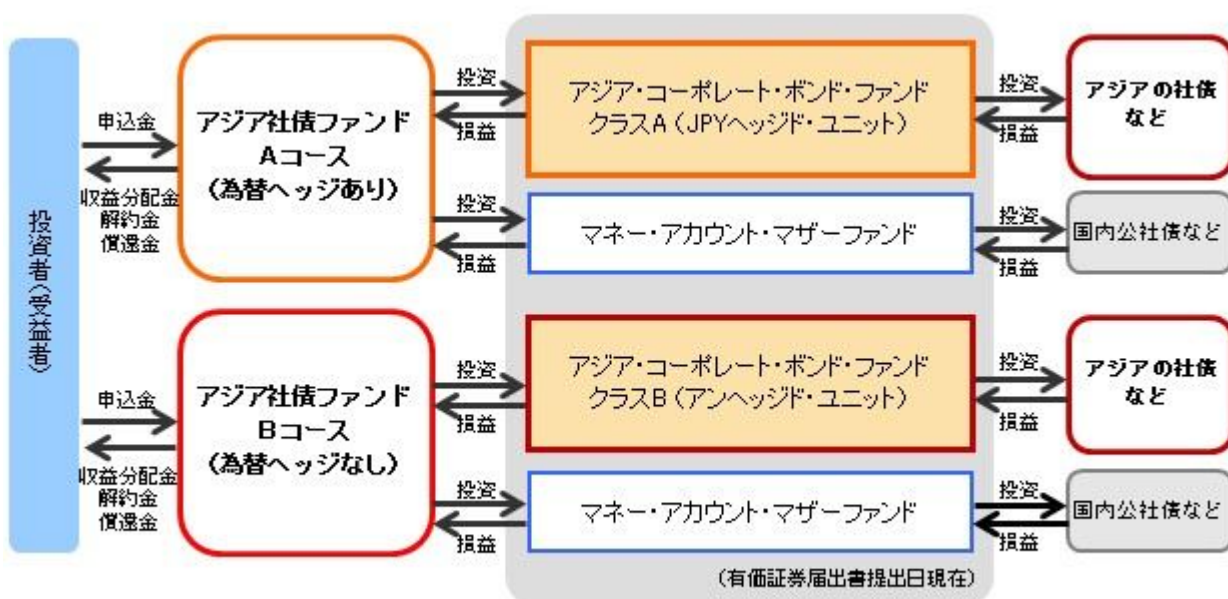 投資者(受益者)
申込金
収益分配金
解約金
償還金
アジア社債ファンド
Aコース
(為替ヘッジあり)
投資
損益
アジア・コーポレート・ボンド・ファンド
クラスA(JPYヘッジド・ユニット)
投資
損益
アジアの社債
など
投資
損益
マネー・アカウント・マザーファンド
投資
損益
国内公社債など
申込金
収益分配金
解約金
償還金
アジア社債ファンド
Bコース
(為替ヘッジなし)
投資
損益
アジア・コーポレート・ボンド・ファンド
クラスB(アンヘッジド・ユニット)
投資
損益
アジアの社債
など
投資
損益
マネー・アカウント・マザーファンド
投資
損益
国内公社債など
(有価証券届出書提出日現在)